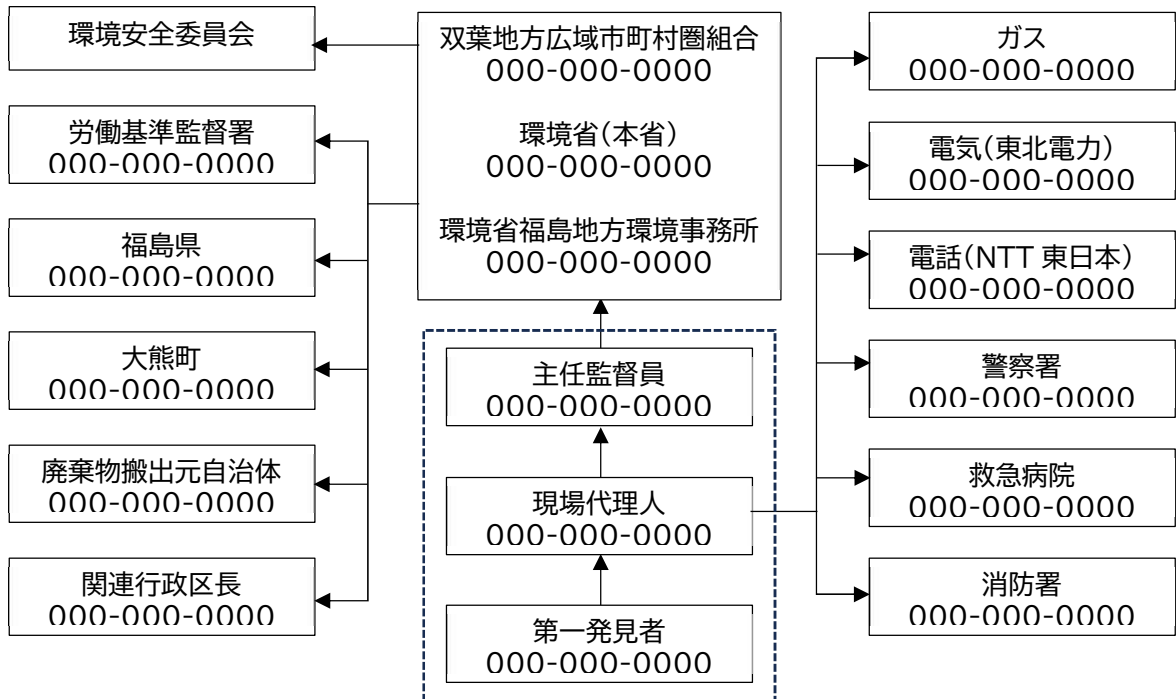 環境安全委員会
労働基準監督署
000-000-0000
福島県
000-000-0000
大熊町
000-000-0000
廃棄物搬出元自治体
000-000-0000
関連行政区長
000-000-0000
双葉地方広域市町村圏組合
000-000-0000
環境省(本省)
000-000-0000
環境省福島地方環境事務所
000-000-0000
主任監督員
000-000-0000
現場代理人
000-000-0000
第一発見者
000-000-0000
ガス
000-000-0000
電気(東北電力)
000-000-0000
電話(NTT 東日本)
000-000-0000
警察署
000-000-0000
救急病院
000-000-0000
消防署
000-000-0000